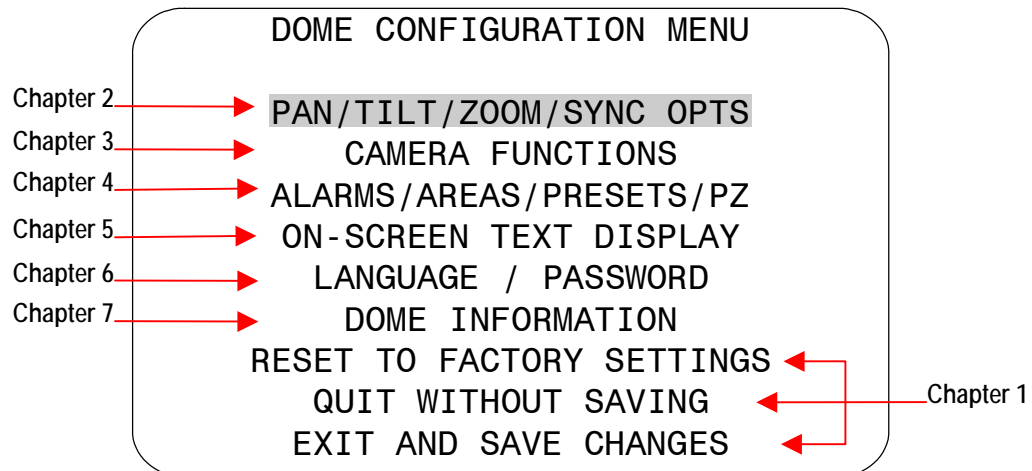 DOME CONFIGURATION MENU
Chapter 2
PAN/TILT/ZOOM/SYNC OPTS
Chapter 3
CAMERA FUNCTIONS
Chapter 4
ALARMS/AREAS/PRESETS/PZ
Chapter 5
ON-SCREEN TEXT DISPLAY
Chapter 6
LANGUAGE / PASSWORD
Chapter 7
DOME INFORMATION
RESET TO FACTORY SETTINGS
QUIT WITHOUT SAVING
Chapter 1
EXIT AND SAVE CHANGES